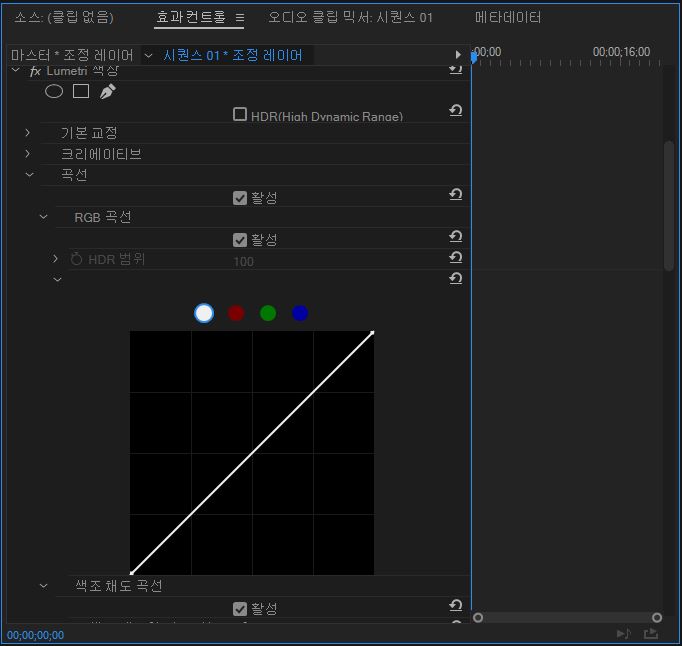 소스: (클립 없음) 효과 컨트롤 오디오 클립 믹서: 시퀀스 01 메타데이터
마스터 * 조정 레이어 시퀀스 01 * 조정 레이어 ;00;00 00;00;16;00
fx Lumetri 색상
HDR(High Dynamic Range)
기본 교정
크리에이티브
곡선
활성
RGB 곡선
활성
HDR 범위 100
색조 채도 곡선
활성
00;00;00;00